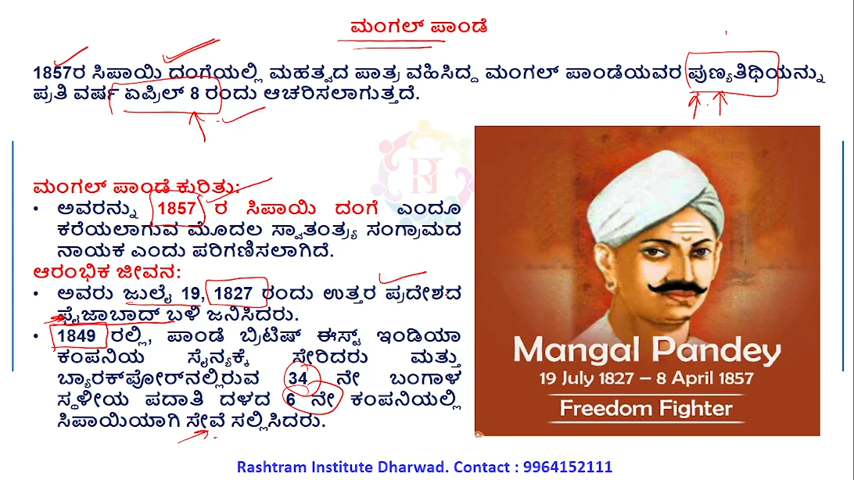 ಮಂಗಲ್ ಪಾಂಡೆ
1857ರ ಸಿಪಾಯಿ ದಂಗೆಯಲ್ಲಿ ಮಹತ್ವದ ಪಾತ್ರ ವಹಿಸಿದ್ದ ಮಂಗಲ್ ಪಾಂಡೆಯವರ ಪುಣ್ಯತಿಥಿಯನ್ನು
ಪ್ರತಿ ವರ್ಷ ಏಪ್ರಿಲ್ 8 ರಂದು ಆಚರಿಸಲಾಗುತ್ತದೆ.
ಮಂಗಲ್ ಪಾಂಡೆ ಕುರಿತು:
• ಅವರನ್ನು 1857 ರ ಸಿಪಾಯಿ ದಂಗೆ ಎಂದೂ
ಕರೆಯಲಾಗುವ ಮೊದಲ ಸ್ವಾತಂತ್ರ್ಯ ಸಂಗ್ರಾಮದ
ನಾಯಕ ಎಂದು ಪರಿಗಣಿಸಲಾಗಿದೆ.
ಆರಂಭಿಕ ಜೀವನ:
• ಅವರು ಜುಲೈ 19, 1827 ರಂದು ಉತ್ತರ ಪ್ರದೇಶದ
ಫೈಜಾಬಾದ್ ಬಳಿ ಜನಿಸಿದರು.
• 1849 ರಲ್ಲಿ, ಪಾಂಡೆ ಬ್ರಿಟಿಷ್ ಈಸ್ಟ್ ಇಂಡಿಯಾ
ಕಂಪನಿಯ ಸೈನ್ಯಕ್ಕೆ ಸೇರಿದರು ಮತ್ತು
ಬ್ಯಾರಕ್‌ಪೋರ್‌ನಲ್ಲಿರುವ 34 ನೇ ಬಂಗಾಳ
ಸ್ಥಳೀಯ ಪದಾತಿ ದಳದ 6 ನೇ ಕಂಪನಿಯಲ್ಲಿ
ಸಿಪಾಯಿಯಾಗಿ ಸೇವೆ ಸಲ್ಲಿಸಿದರು.
Mangal Pandey
19 July 1827 – 8 April 1857
Freedom Fighter
Rashtram Institute Dharwad. Contact : 9964152111